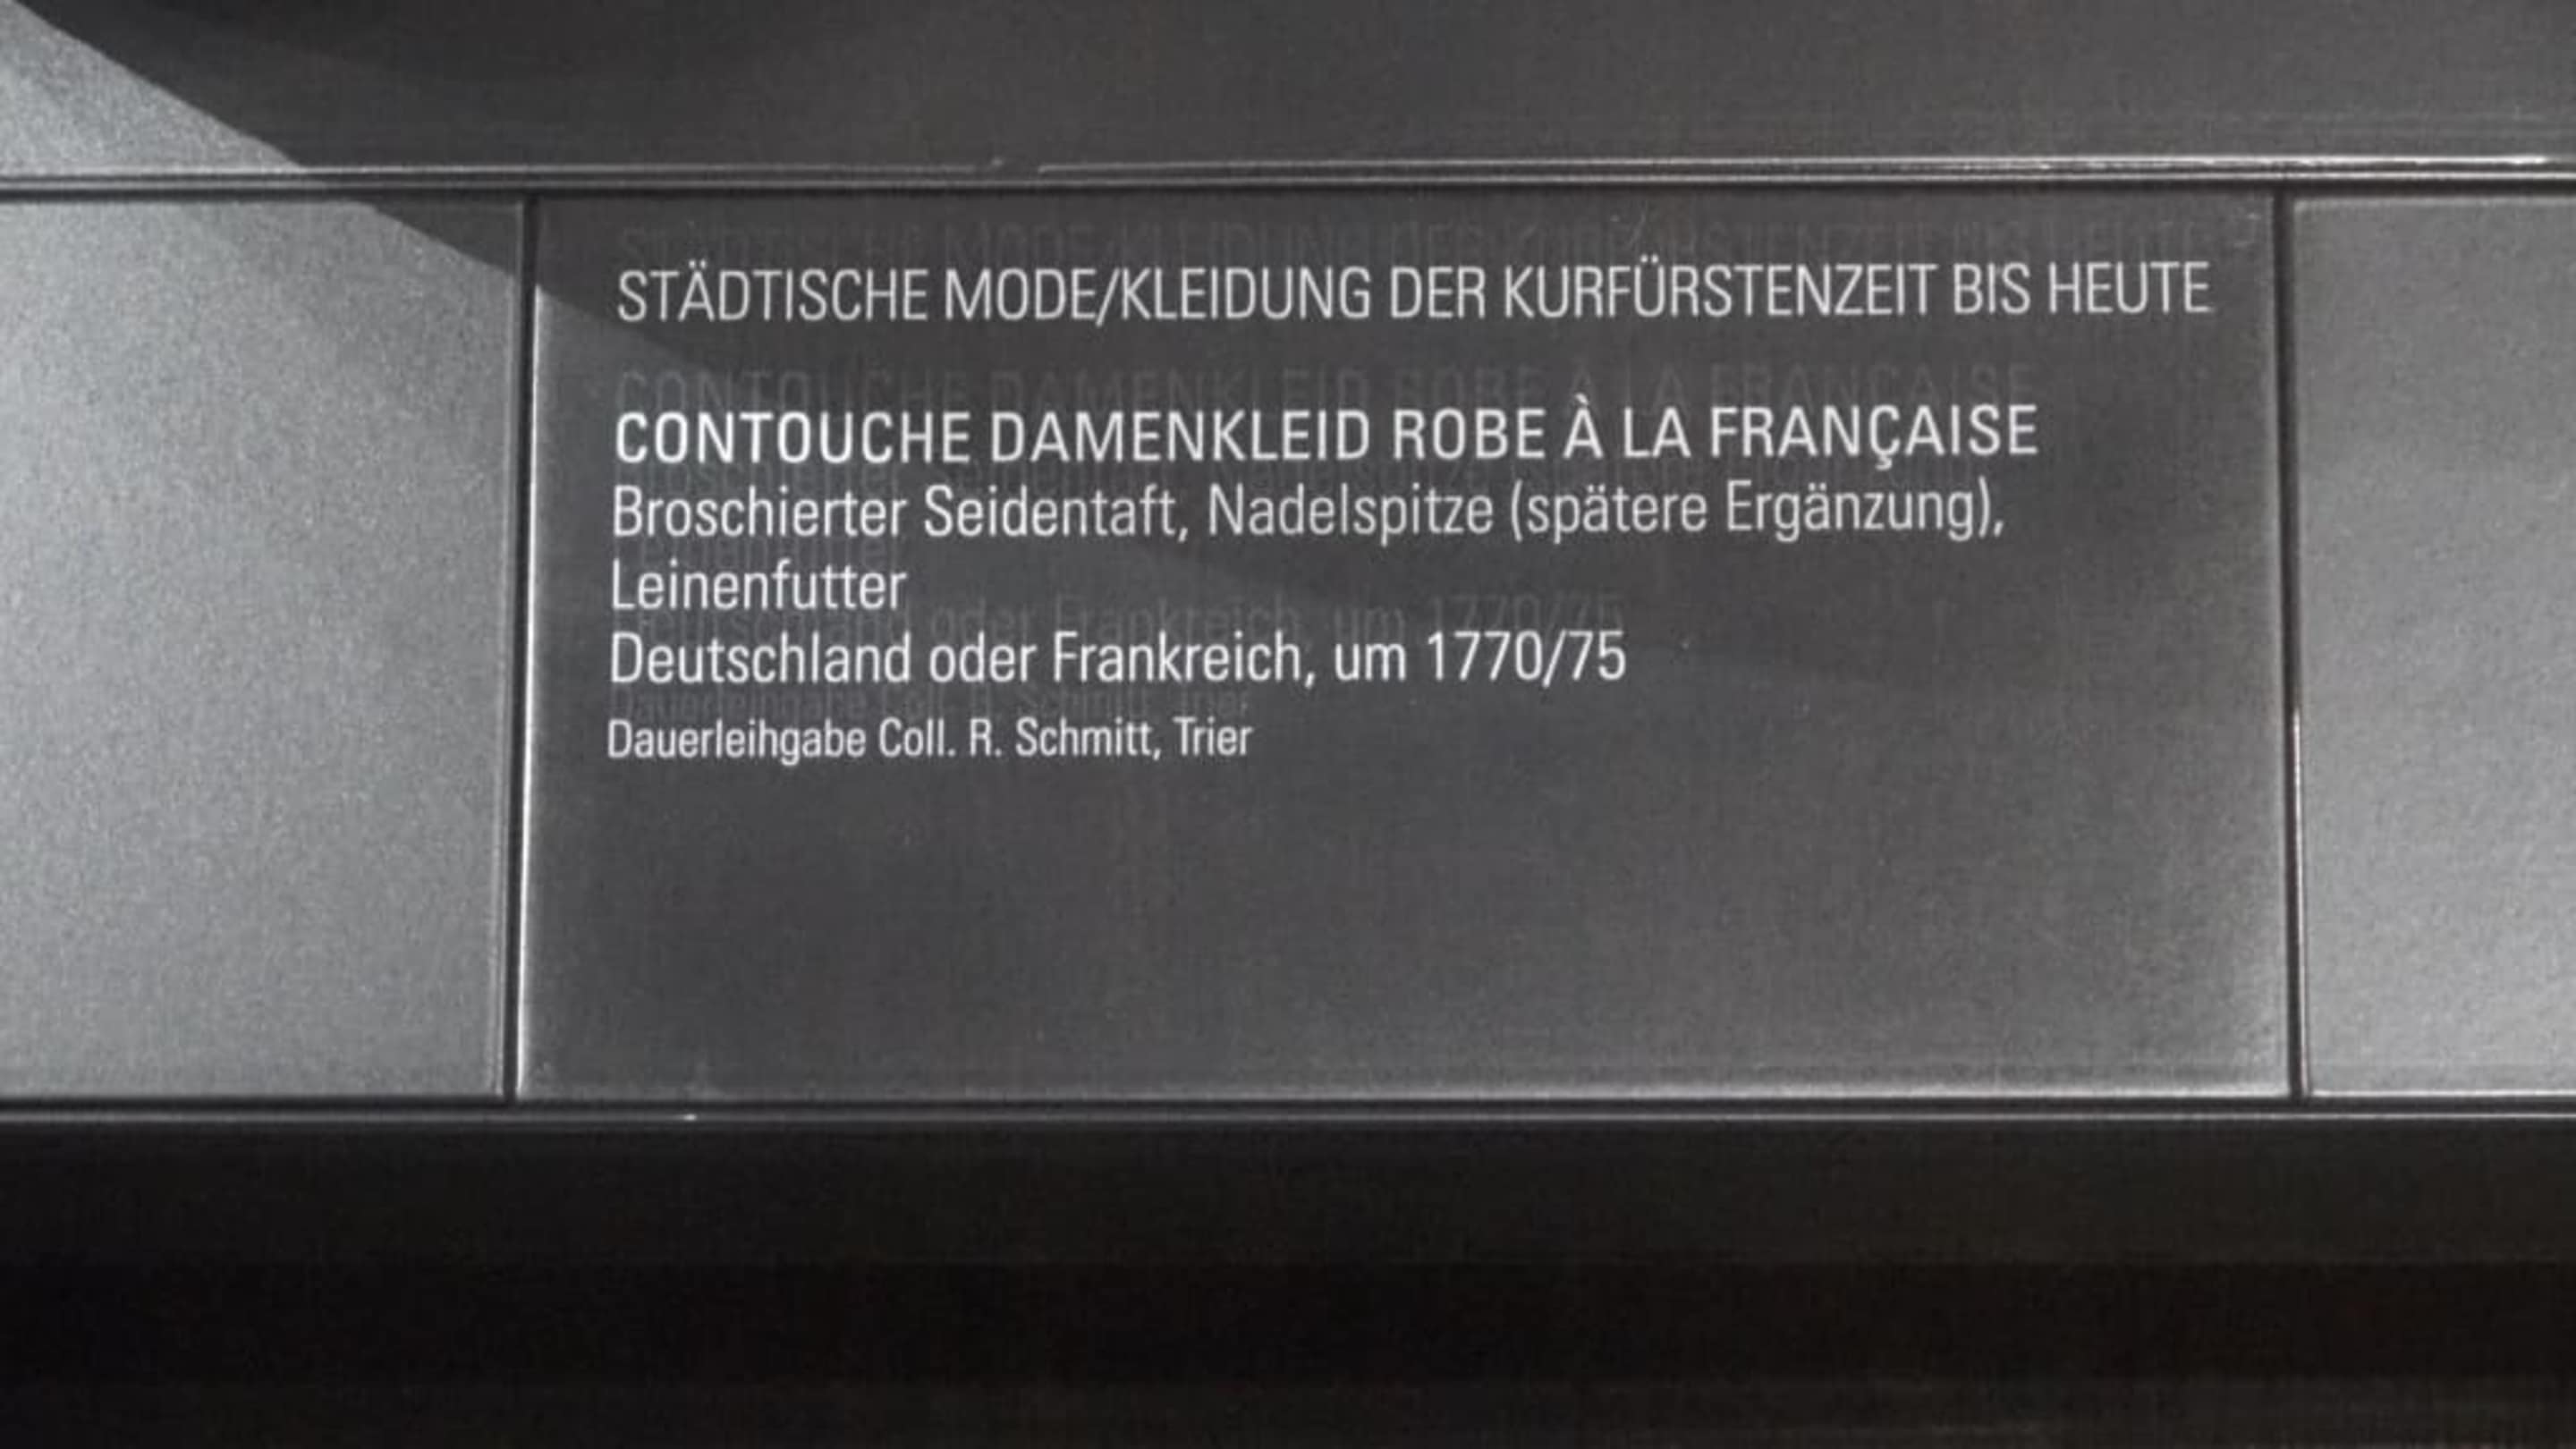 STÄDTISCHE MODE/KLEIDUNG DER KURFÜRSTENZEIT BIS HEUTE
CONTOUCHE DAMENKLEID ROBE À LA FRANÇAISE
Broschierter Seidentaft, Nadelspitze (spätere Ergänzung),
Leinenfutter
Deutschland oder Frankreich, um 1770/75
Dauerleihgabe Coll. R. Schmitt, Trier